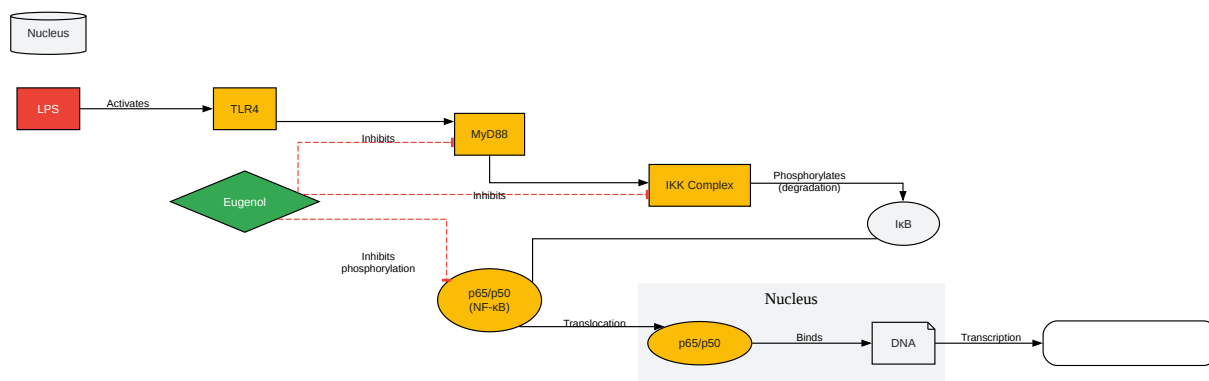 Nucleus
LPS
Activates
TLR4
MyD88
Inhibits
IKK Complex
Phosphorylates
(degradation)
Inhibits
Eugenol
IκB
Inhibits
phosphorylation
p65/p50
(NF-κB)
Nucleus
Translocation
p65/p50
Binds
DNA
Transcription